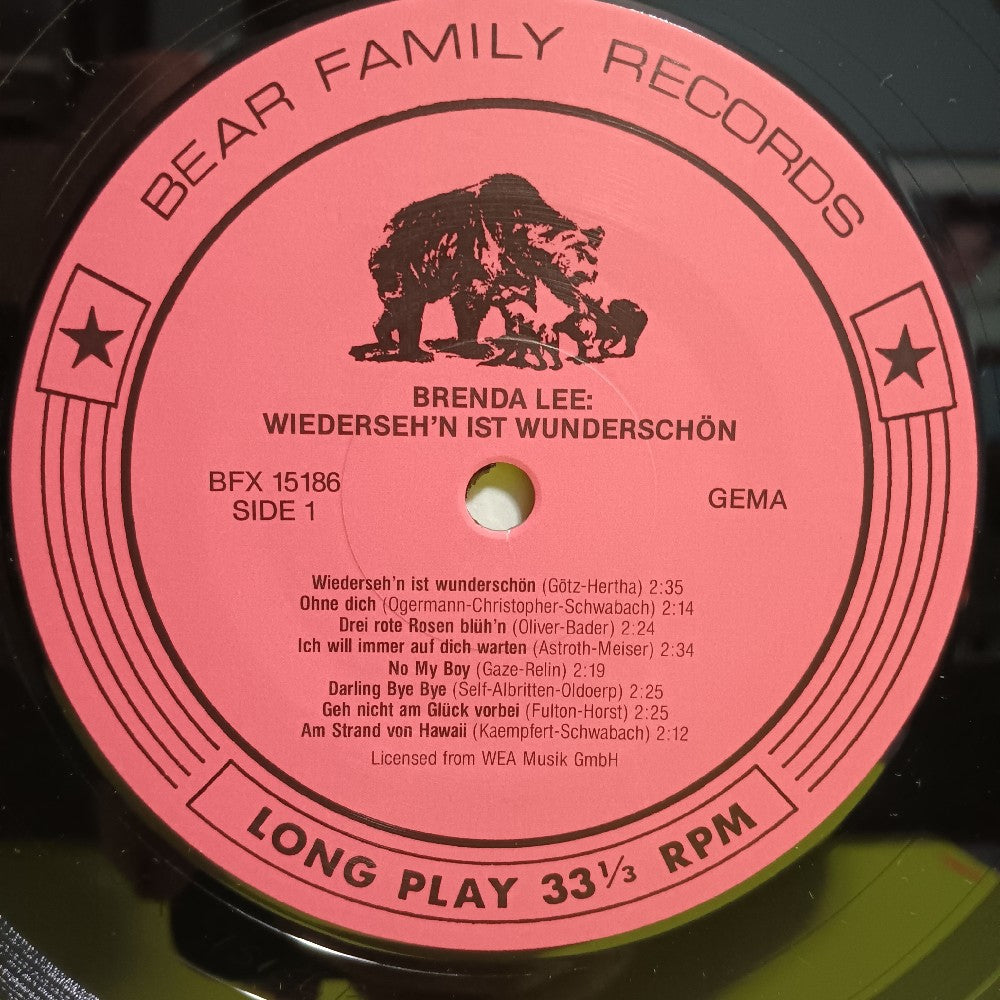 BEAR FAMILY RECORDS
BRENDA LEE:
WIEDERSEH'N IST WUNDERSCHÖN
BFX 15186
SIDE 1
GEMA
Wiederseh'n ist wunderschön (Götz-Hertha) 2:35
Ohne dich (Ogermann-Christopher-Schwabach) 2:14
Drei rote Rosen blüh'n (Oliver-Bader) 2:24
Ich will immer auf dich warten (Astroth-Meiser) 2:34
No My Boy (Gaze-Relin) 2:19
Darling Bye Bye (Self-Albritten-Oldoerp) 2:25
Geh nicht am Glück vorbei (Fulton-Horst) 2:25
Am Strand von Hawaii (Kaempfert-Schwabach) 2:12
Licensed from WEA Musik GmbH
LONG PLAY 33 1/3 RPM